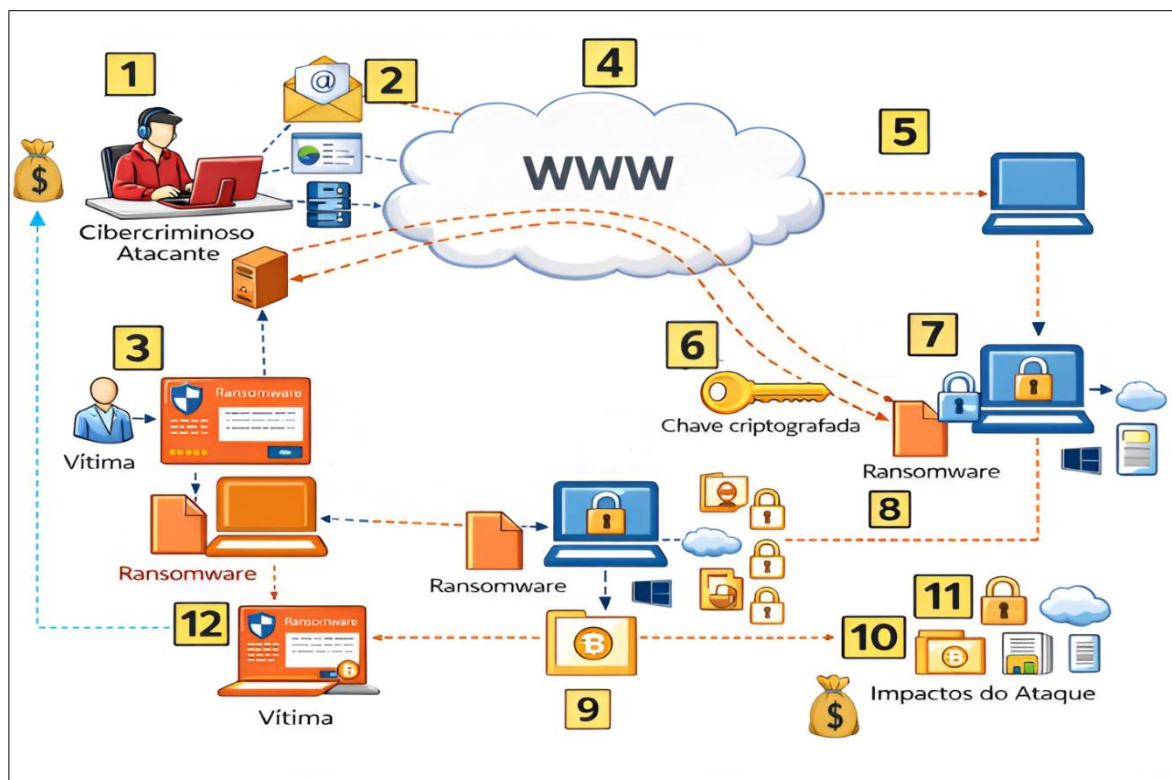 1
2
4
5
@
WWW
$
Cibercriminoso
Atacante
3
Ransomware
Vítima
6
Chave criptografada
7
Ransomware
8
Ransomware
Ransomware
12
Ransomware
Vítima
9
10
11
Impactos do Ataque
$